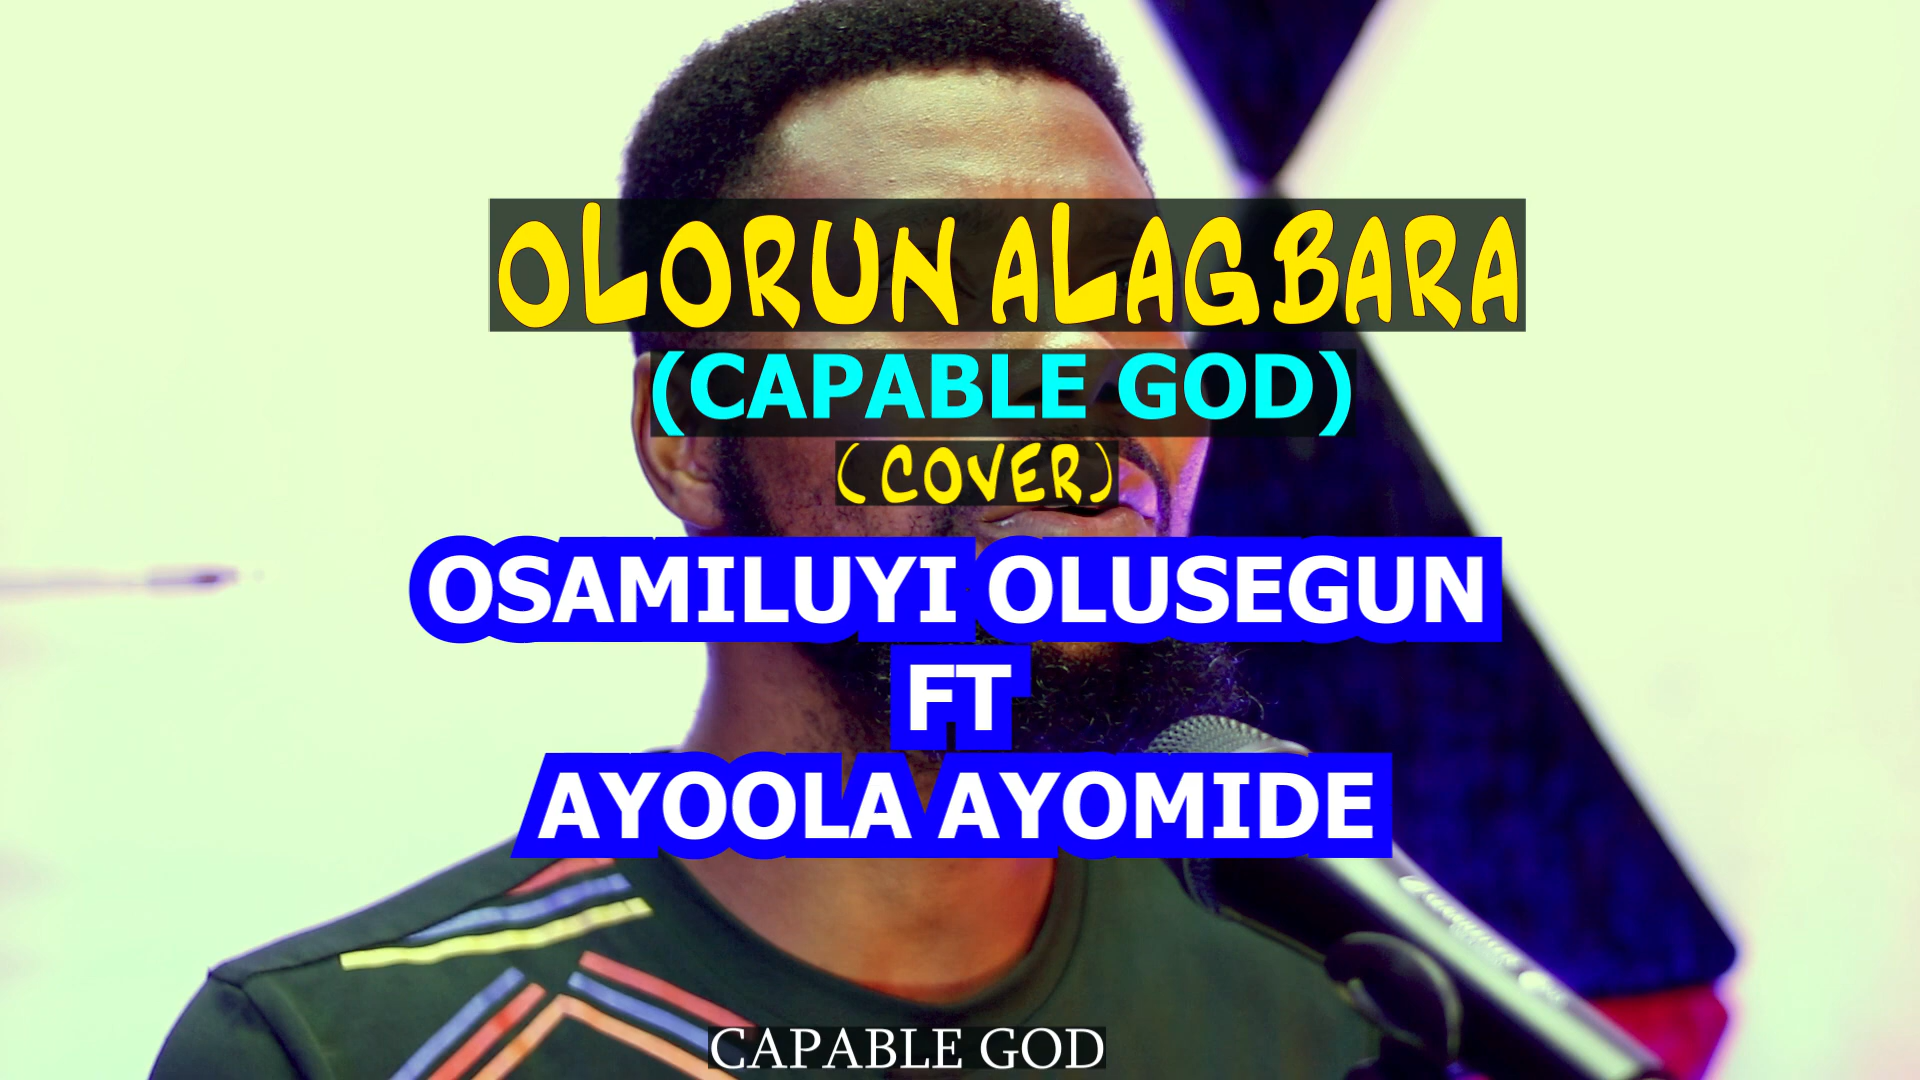 OLORUN ALAGBARA
(CAPABLE GOD)
(COVER)
OSAMILUYI OLUSEGUN
FT
AYOOLA AYOMIDE
CAPABLE GOD